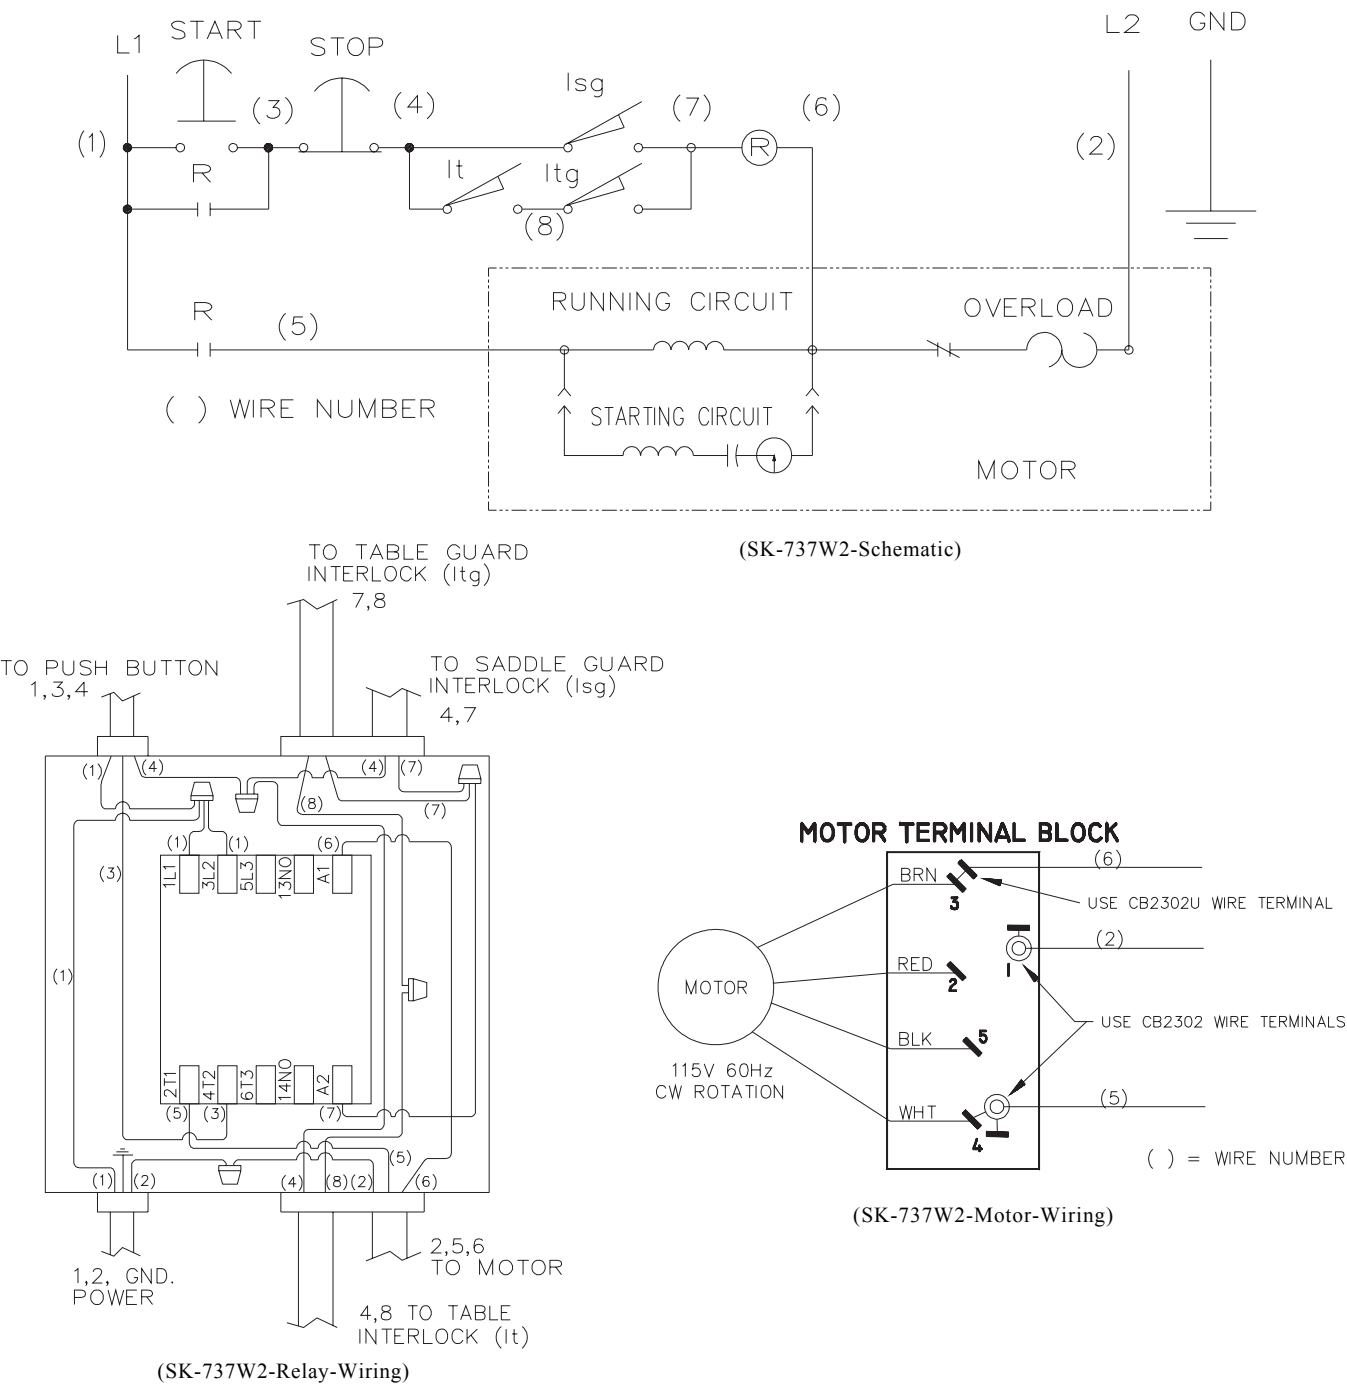 L1
START
STOP
L2
GND
(1)
(3)
(4)
Isg
(7)
(6)
(2)
R
R
It
Itg
(8)
R
(5)
RUNNING CIRCUIT
OVERLOAD
( ) WIRE NUMBER
STARTING CIRCUIT
MOTOR
(SK-737W2-Schematic)
TO TABLE GUARD
INTERLOCK (Itg)
7,8
TO PUSH BUTTON
1,3,4
TO SADDLE GUARD
INTERLOCK (Isg)
4,7
(1)
(4)
(4)
(7)
(8)
(7)
(1)
(1)
(6)
(3)
1L1
3L2
5L3
13NO
A1
(1)
2T1
4T2
6T3
14NO
A2
(5)
(3)
(7)
(5)
(1)
(2)
(4)
(8)
(2)
(6)
1,2, GND.
POWER
2,5,6
TO MOTOR
4,8 TO TABLE
INTERLOCK (It)
(SK-737W2-Relay-Wiring)
MOTOR TERMINAL BLOCK
BRN
(6)
3
USE CB2302U WIRE TERMINAL
(2)
RED
2
1
MOTOR
BLK
5
USE CB2302 WIRE TERMINALS
115V 60Hz
CW ROTATION
WHT
(5)
4
( ) = WIRE NUMBER
(SK-737W2-Motor-Wiring)